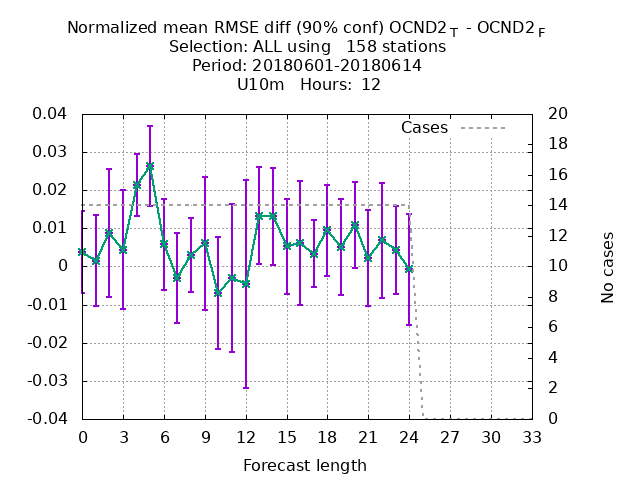 Normalized mean RMSE diff (90% conf) OCND2 T - OCND2 F
Selection: ALL using   158 stations
Period: 20180601-20180614
U10m   Hours:  12
Cases
0.04
0.03
0.02
0.01
0
-0.01
-0.02
-0.03
-0.04
20
18
16
14
12
10
8
6
4
2
0
No cases
0 3 6 9 12 15 18 21 24 27 30 33
Forecast length